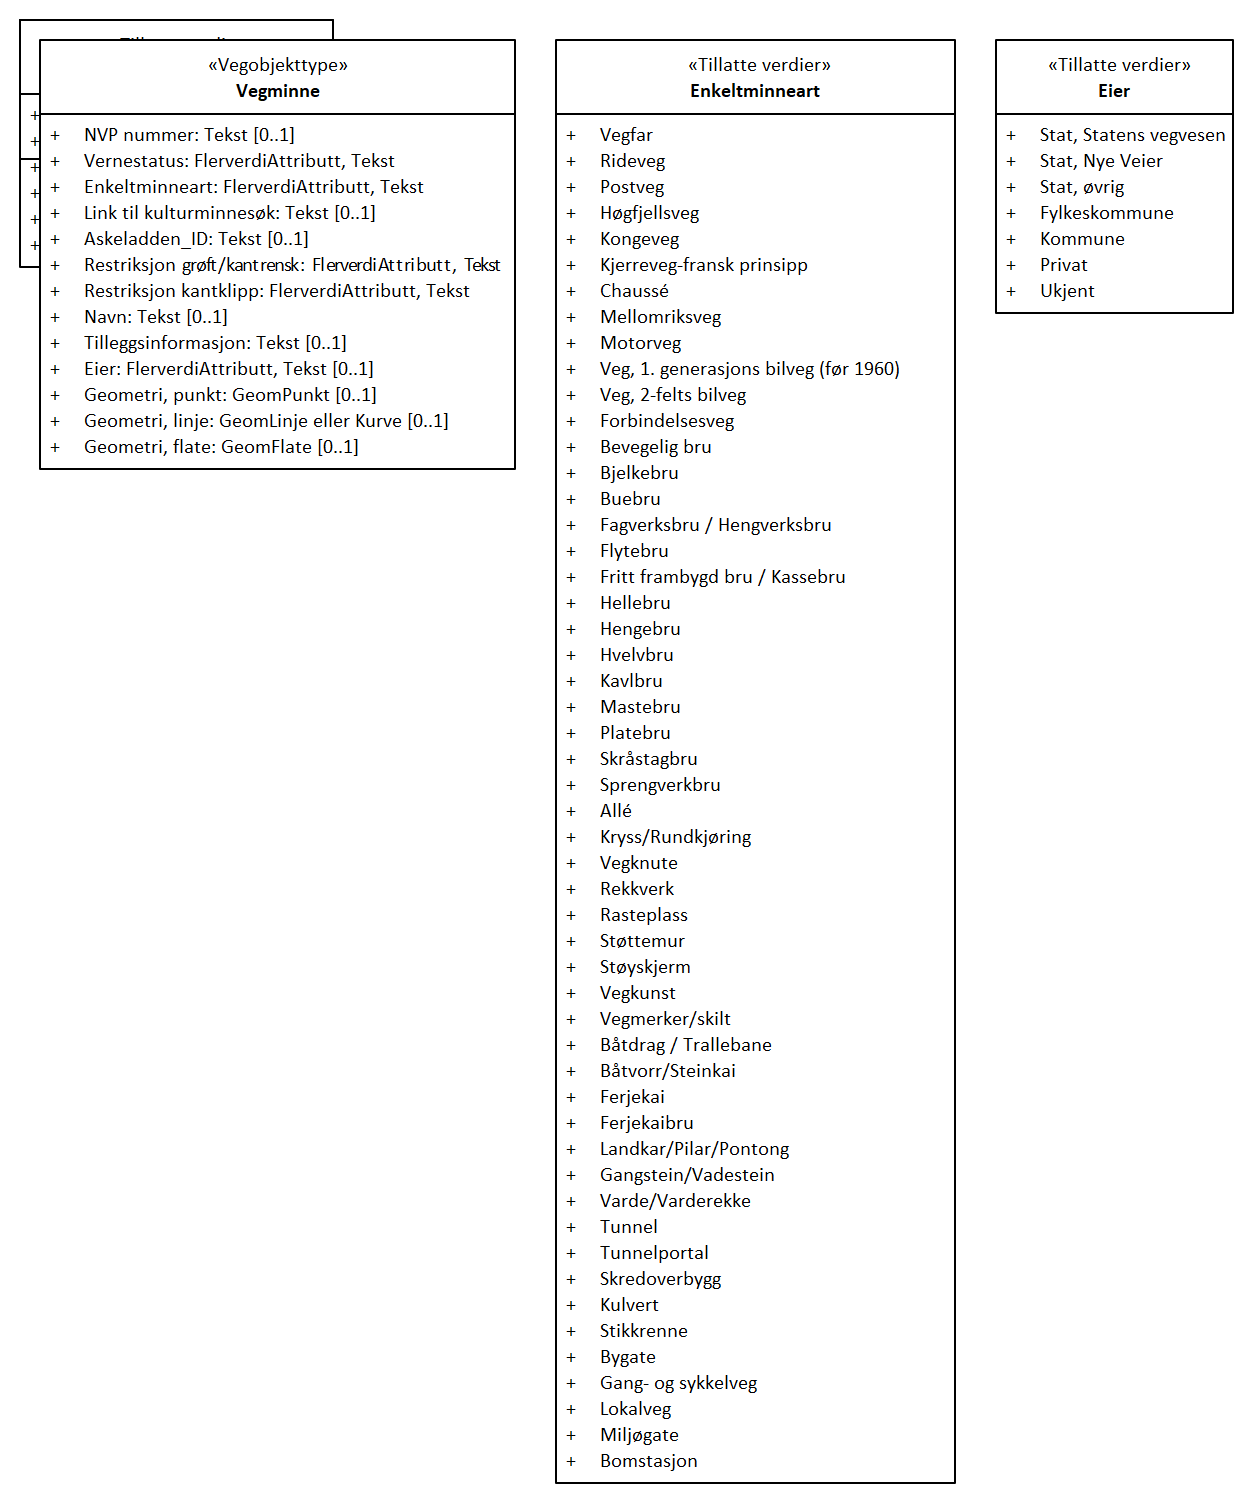 «Vegobjekttype»
Vegminne
+ NVP nummer: Tekst [0..1]
+ Vernestatus: FlerverdiAttributt, Tekst
+ Enkeltminneart: FlerverdiAttributt, Tekst
+ Link til kulturminnesøk: Tekst [0..1]
+ Askeladden_ID: Tekst [0..1]
+ Restriksjon grøft/kantrensk: FlerverdiAttributt, Tekst
+ Restriksjon kantklipp: FlerverdiAttributt, Tekst
+ Navn: Tekst [0..1]
+ Tilleggsinformasjon: Tekst [0..1]
+ Eier: FlerverdiAttributt, Tekst [0..1]
+ Geometri, punkt: GeomPunkt [0..1]
+ Geometri, linje: GeomLinje eller Kurve [0..1]
+ Geometri, flate: GeomFlate [0..1]
«Tillatte verdier»
Enkeltminneart
+ Vegfar
+ Rideveg
+ Postveg
+ Høgfjellsveg
+ Kongeveg
+ Kjerreveg-fransk prinsipp
+ Chaussé
+ Mellomriksveg
+ Motorveg
+ Veg, 1. generasjons bilveg (før 1960)
+ Veg, 2-felts bilveg
+ Forbindelsesveg
+ Bevegelig bru
+ Bjelkebru
+ Buebru
+ Fagverksbru / Hengverksbru
+ Flytebru
+ Fritt frambygd bru / Kassebru
+ Hellebru
+ Hengebru
+ Hvelvbru
+ Kavlbru
+ Mastebru
+ Platebru
+ Skråstagbru
+ Sprengverkbru
+ Allé
+ Kryss/Rundkjøring
+ Vegknute
+ Rekkverk
+ Rasteplass
+ Støttemur
+ Støyskjerm
+ Vegkunst
+ Vegmerker/skilt
+ Båtdrag / Trallebane
+ Båtvorr/Steinkai
+ Ferjekai
+ Ferjekaibru
+ Landkar/Pilar/Pontong
+ Gangstein/Vadestein
+ Varde/Varderekke
+ Tunnel
+ Tunnelportal
+ Skredoverbygg
+ Kulvert
+ Stikkrenne
+ Bygate
+ Gang- og sykkelveg
+ Lokalveg
+ Miljøgate
+ Bomstasjon
«Tillatte verdier»
Eier
+ Stat, Statens vegvesen
+ Stat, Nye Veier
+ Stat, øvrig
+ Fylkeskommune
+ Kommune
+ Privat
+ Ukjent